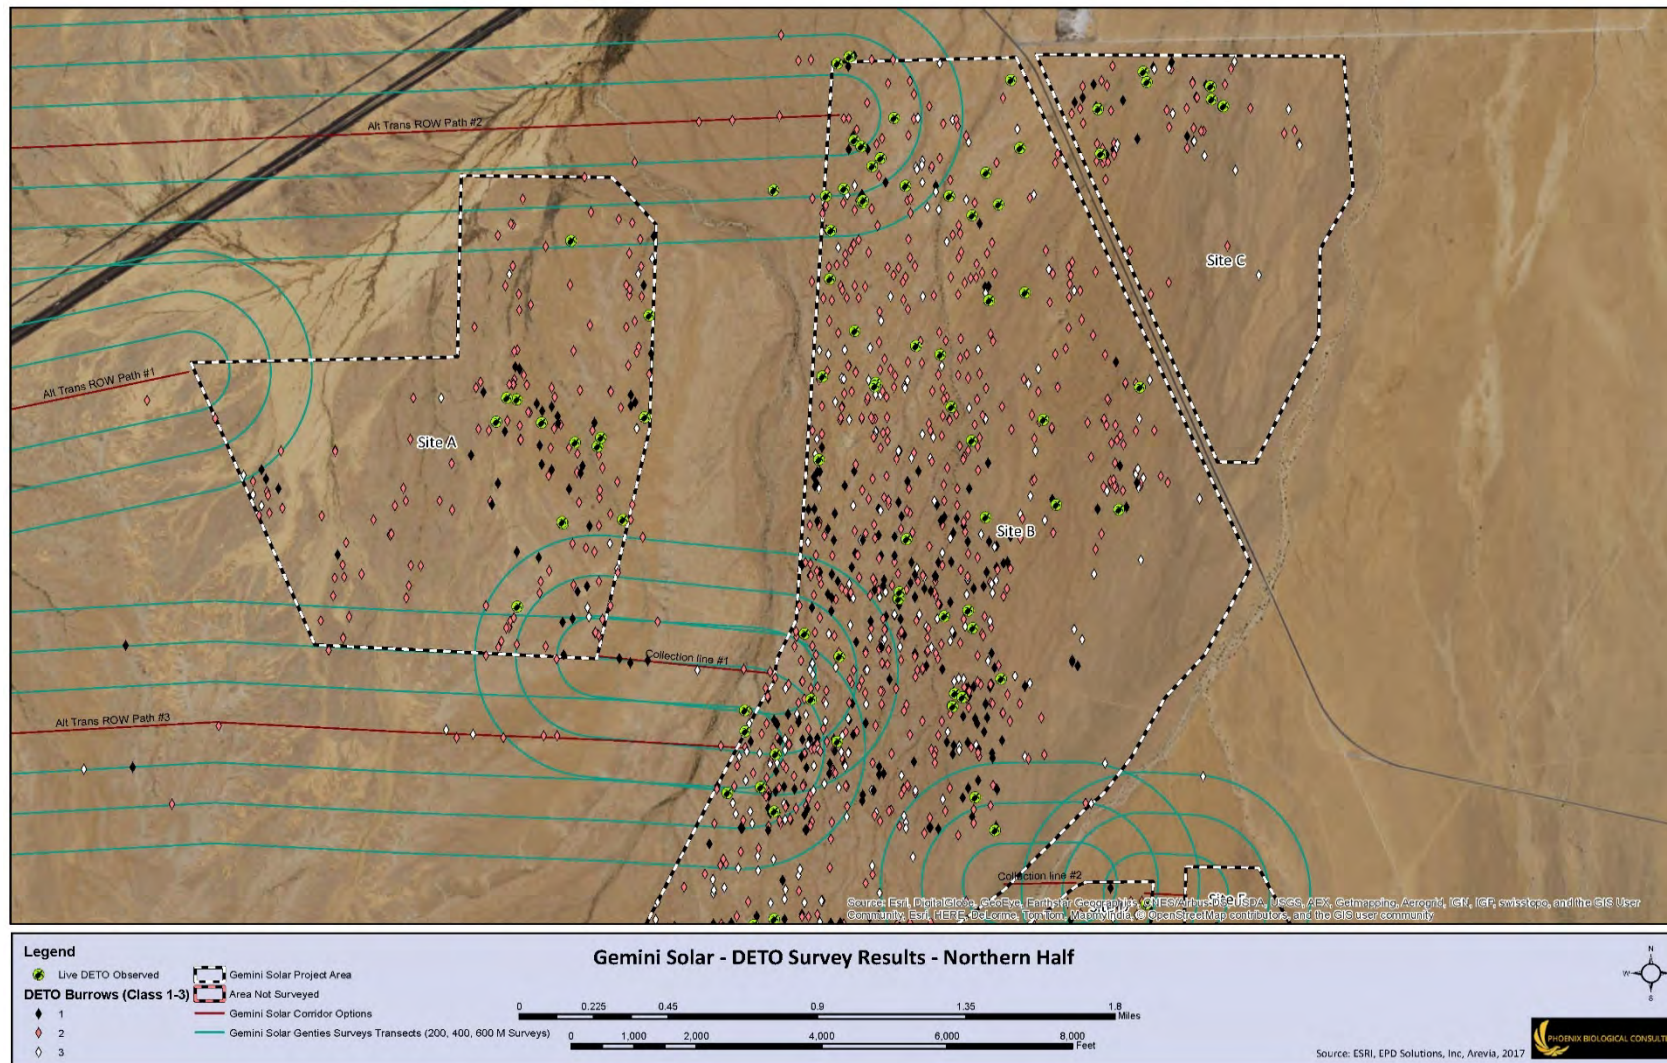 Alt Trans ROW Path #2
Alt Trans ROW Path #1
Site A
Site C
Site B
Collection line #1
Alt Trans ROW Path #3
Collection line #2
Source: Esri, DigitalGlobe, GeoEye, Earthstar Geographics, CNES/Airbus DS, USDA, USGS, AEX, Getmapping, Aerogrid, IGN, IGP, swisstopo, and the GIS User
Community, Esri, HERE, DeLorme, TomTom, MapmyIndia, © OpenStreetMap contributors, and the GIS user community
Legend
Live DETO Observed
DETO Burrows (Class 1-3)
1
2
3
Gemini Solar Project Area
Area Not Surveyed
Gemini Solar Corridor Options
Gemini Solar Genties Surveys Transects (200, 400, 600 M Surveys)
Gemini Solar - DETO Survey Results - Northern Half
0 0.225 0.45 0.9 1.35 1.8
Miles
0 1,000 2,000 4,000 6,000 8,000
Feet
N
W
S
PHOENIX BIOLOGICAL CONSULTI
Source: ESRI, EPD Solutions, Inc, Arevia, 2017